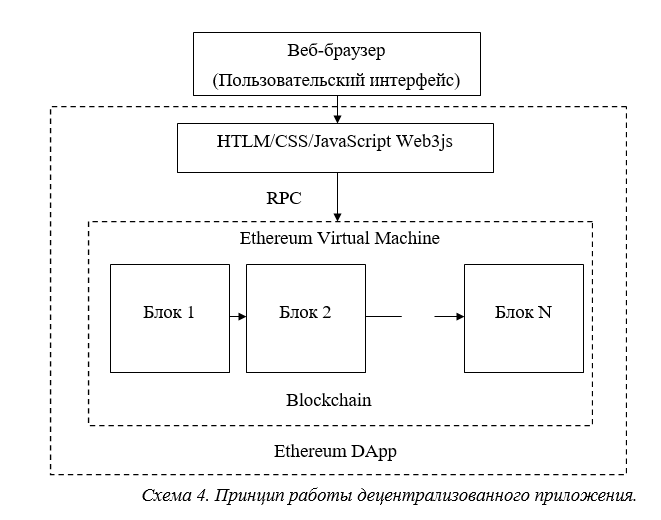 Веб-браузер
(Пользовательский интерфейс)
HTLM/CSS/JavaScript Web3js
RPC
Ethereum Virtual Machine
Блок 1
Блок 2
Блок N
Blockchain
Ethereum DApp
Схема 4. Принцип работы децентрализованного приложения.